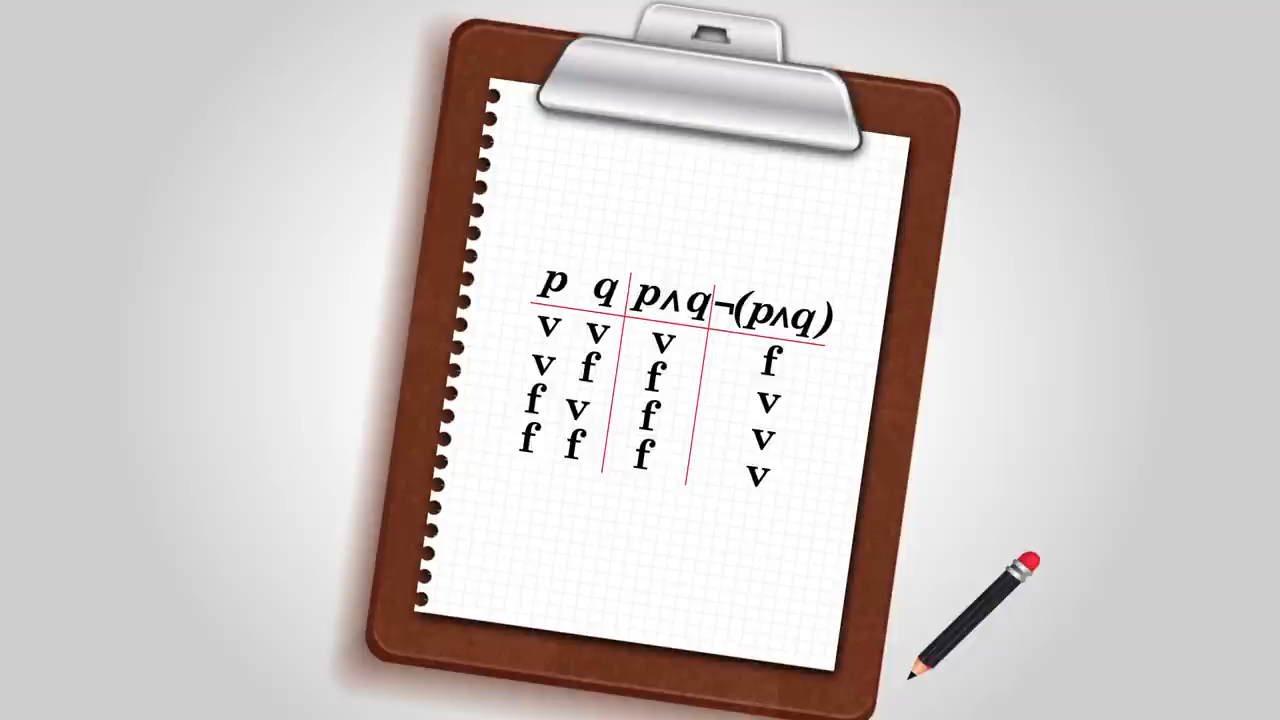 p q p∧q ¬(p∧q)
v v v f
v f f v
f v f v
f f f v